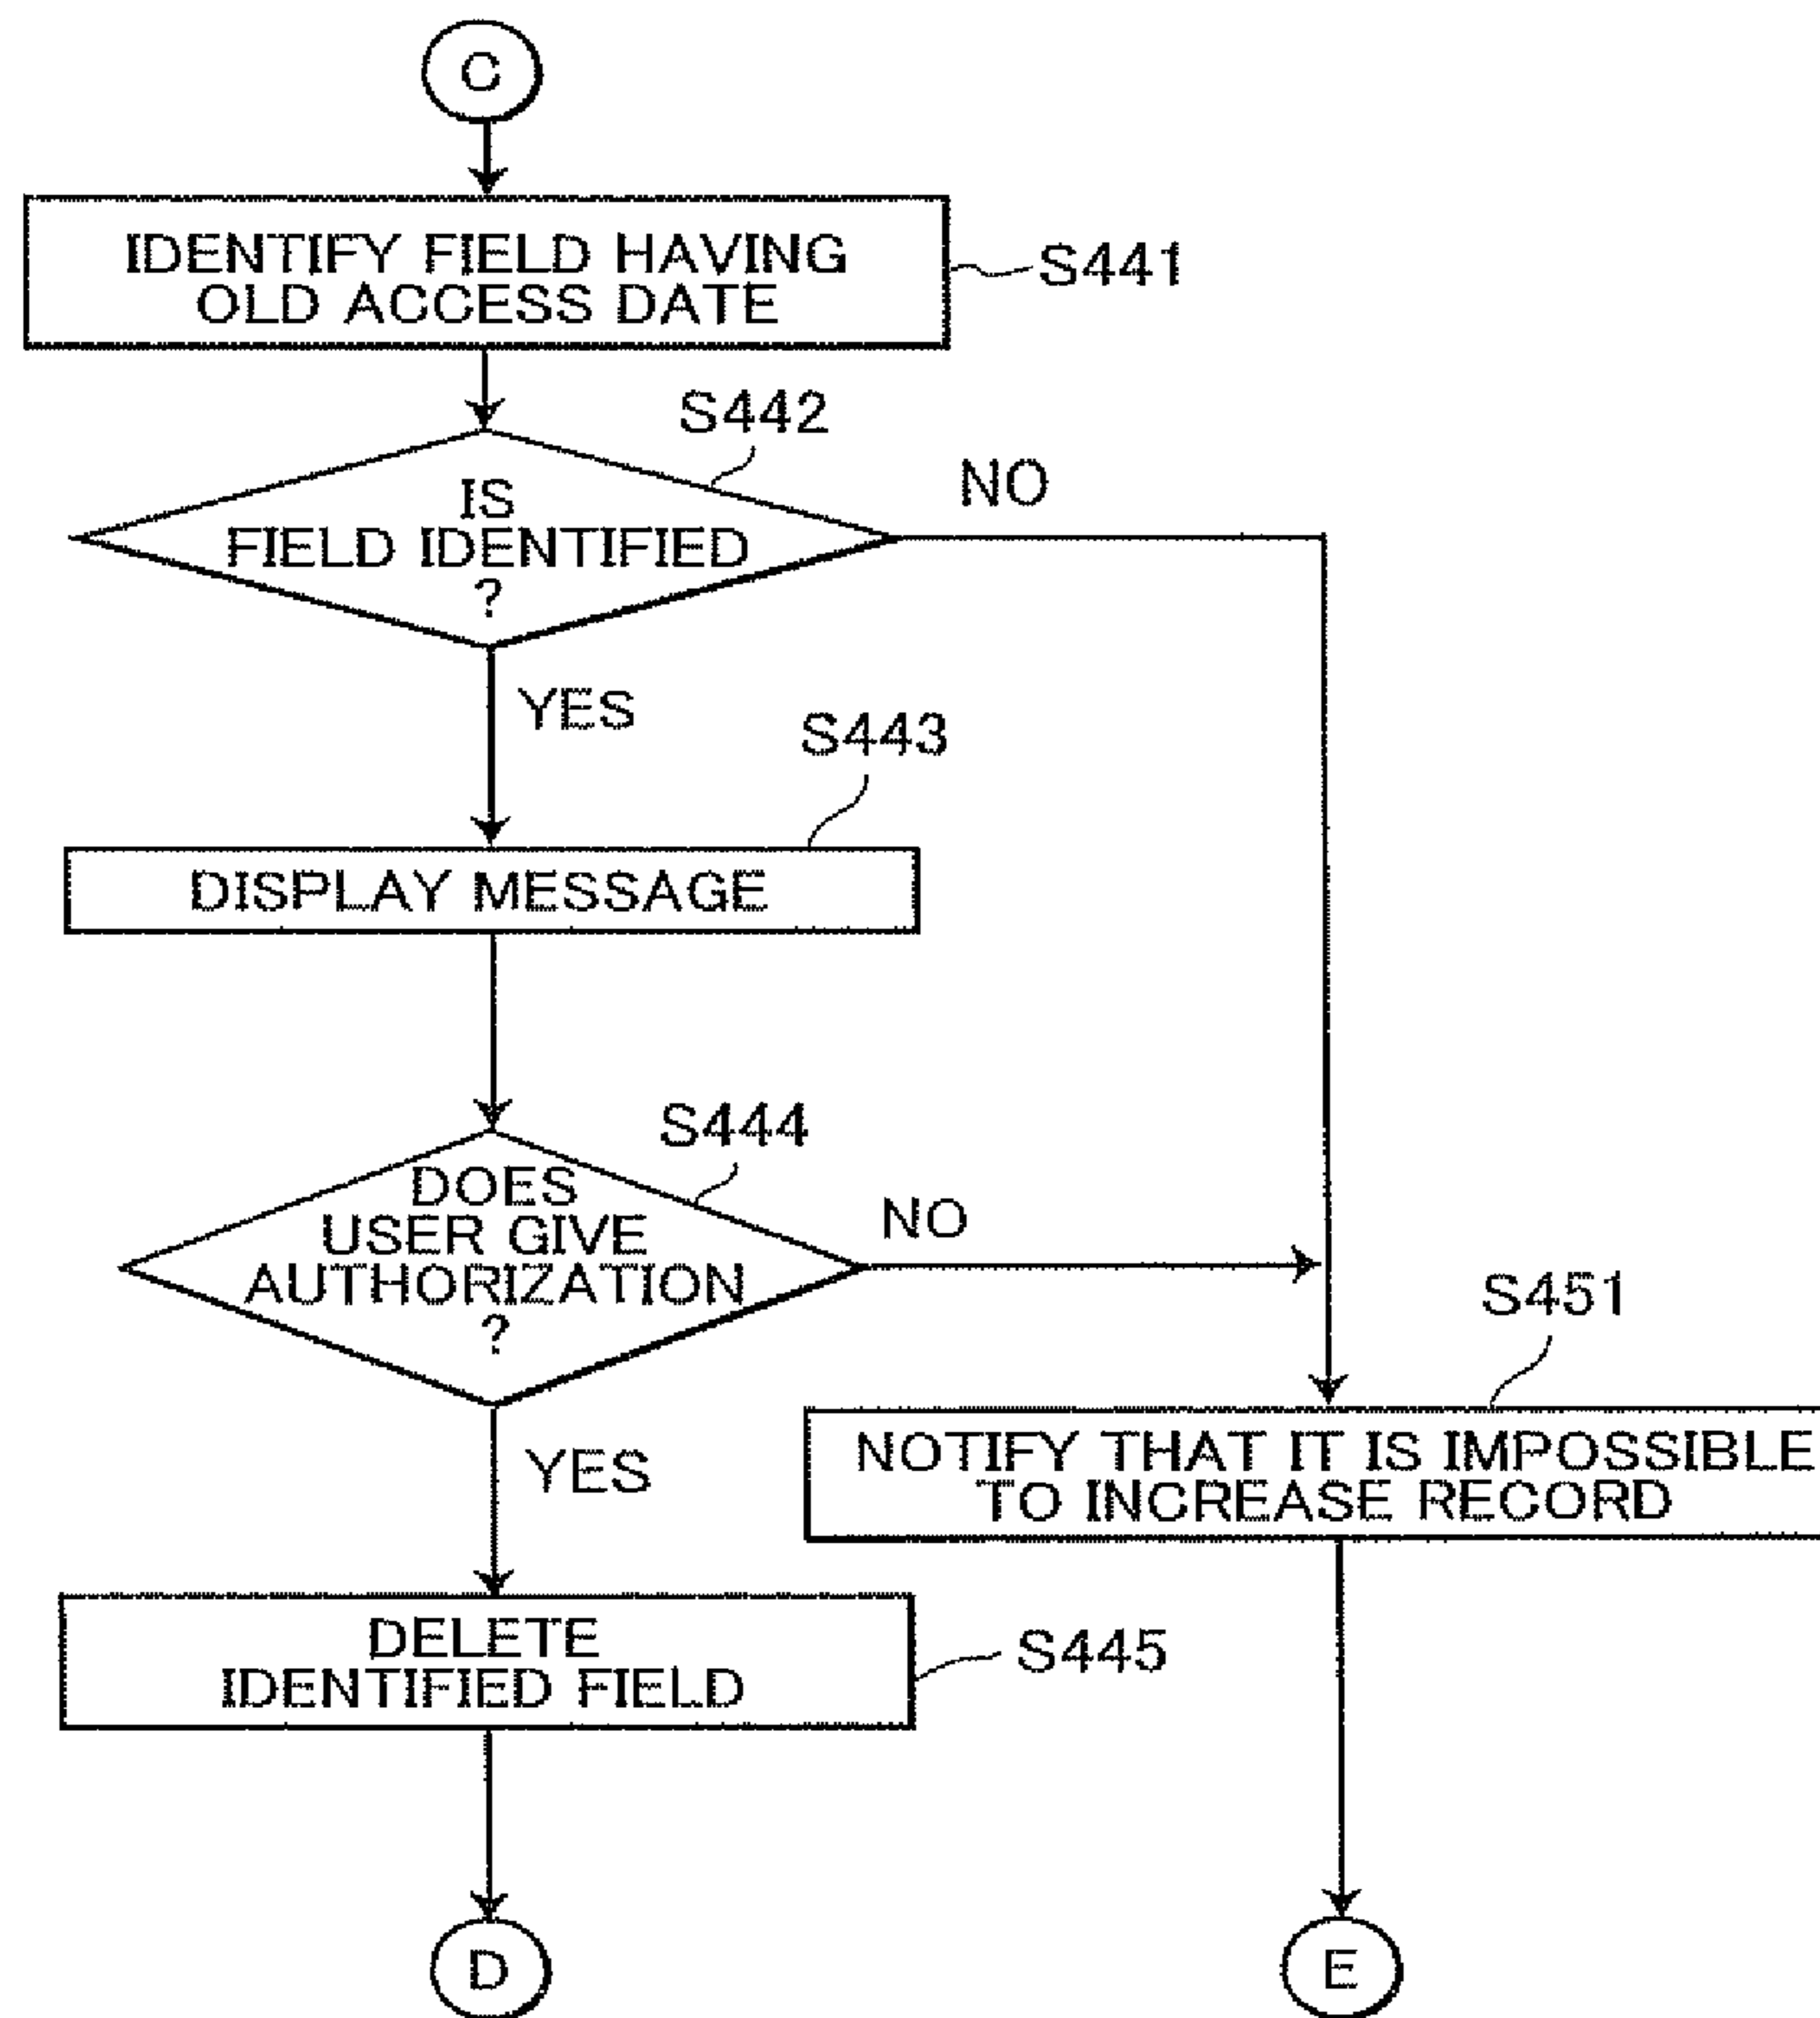 C
IDENTIFY FIELD HAVING
OLD ACCESS DATE
S441
S442
IS
FIELD IDENTIFIED
?
NO
YES
S443
DISPLAY MESSAGE
S444
DOES
USER GIVE
AUTHORIZATION
?
NO
YES
S451
NOTIFY THAT IT IS IMPOSSIBLE
TO INCREASE RECORD
DELETE
IDENTIFIED FIELD
S445
D
E